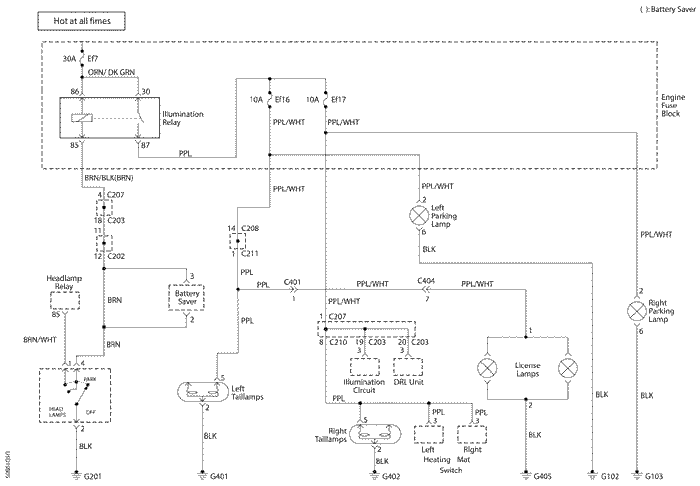 ( ): Battery Saver
Hot at all fimes
30A Ef7
ORN/ DK GRN
86 30
Illumination
Relay
85 87
PPL
10A Ef16
10A Ef17
PPL/WHT
PPL/WHT
Engine
Fuse
Block
BRN/BLK(BRN)
4 C207
18 C203
11
12 C202
PPL/WHT
14 C208
1 C211
PPL
PPL/WHT
2
Left
Parking
Lamp
6
BLK
PPL/WHT
Headlamp
Relay
85
BRN/WHT
BRN
3
Battery
Saver
2
BRN
PPL
C401
1
PPL/WHT
C404
7
PPL/WHT
PPL
PPL/WHT
2
Right
Parking
Lamp
6
1 C207
8 C210
19 C203
20 C203
3
Illumination
CIrcuit
3
DRL Unit
1
License
Lamps
2
1 4
PARK
HEAD
LAMPS
OFF
2
BLK
G201
5
Left
Taillamps
2
BLK
G401
PPL
5
Right
Taillamps
2
BLK
G402
3
Left
3
Right
Heating Mat
Switch
BLK
G405
BLK
G102
BLK
G103